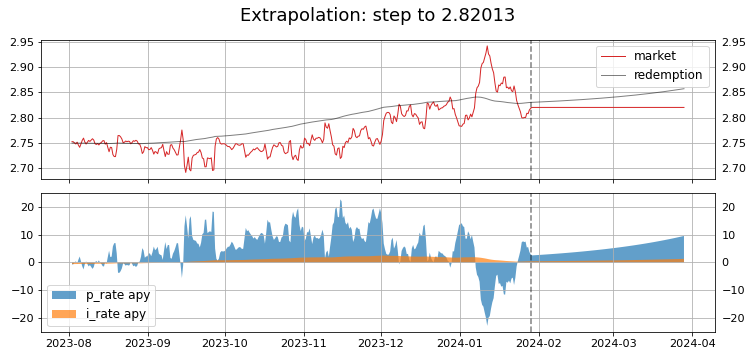 Extrapolation: step to 2.82013
2.95 2.95
2.90 2.90
2.85 2.85
2.80 2.80
2.75 2.75
2.70 2.70
market
redemption
20 20
10 10
0 0
−10 −10
−20 −20
p_rate apy
i_rate apy
2023-08 2023-09 2023-10 2023-11 2023-12 2024-01 2024-02 2024-03 2024-04